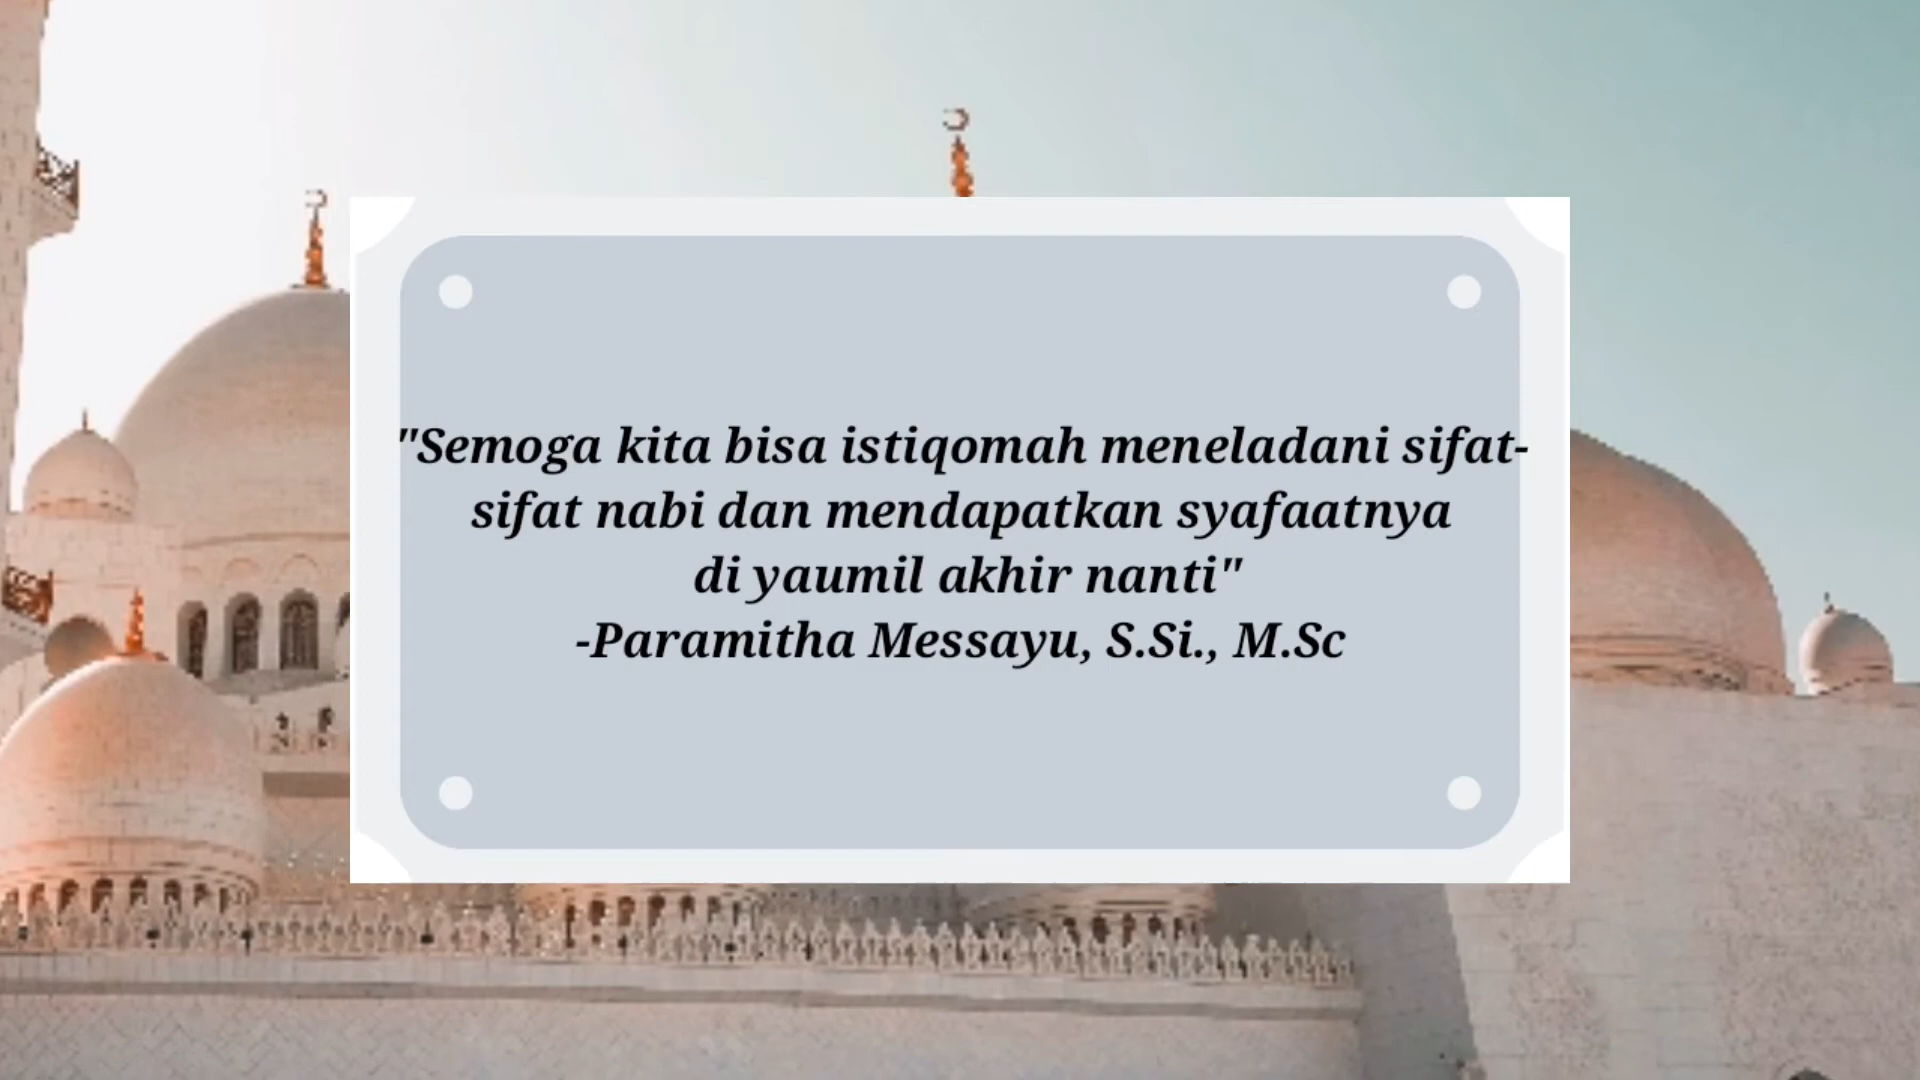 "Semoga kita bisa istiqomah meneladani sifat-
sifat nabi dan mendapatkan syafaatnya
di yaumil akhir nanti"
-Paramitha Messayu, S.Si., M.Sc